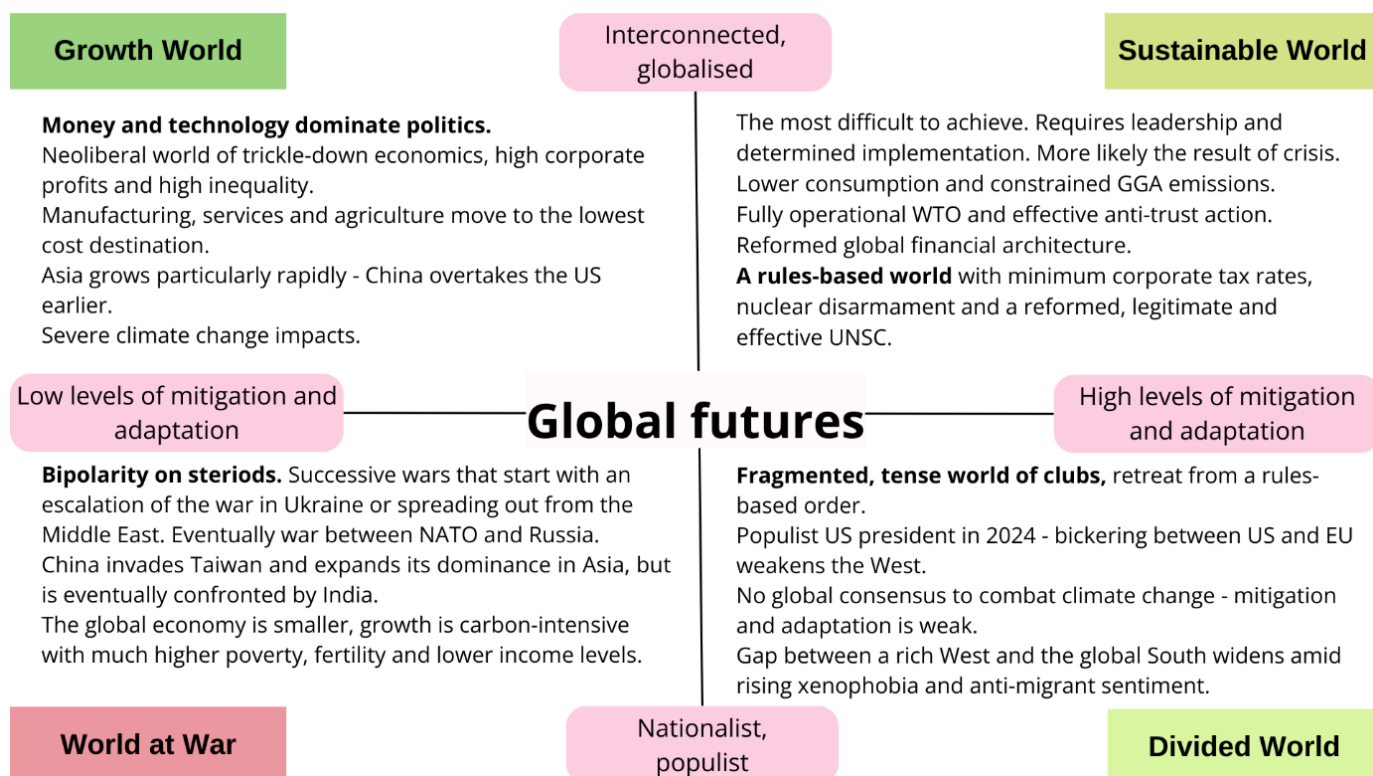 Growth World
Interconnected,
globalised
Sustainable World
Money and technology dominate politics.
Neoliberal world of trickle-down economics, high corporate
profits and high inequality.
Manufacturing, services and agriculture move to the lowest
cost destination.
Asia grows particularly rapidly - China overtakes the US
earlier.
Severe climate change impacts.
The most difficult to achieve. Requires leadership and
determined implementation. More likely the result of crisis.
Lower consumption and constrained GGA emissions.
Fully operational WTO and effective anti-trust action.
Reformed global financial architecture.
A rules-based world with minimum corporate tax rates,
nuclear disarmament and a reformed, legitimate and
effective UNSC.
Low levels of mitigation and
adaptation
Global futures
High levels of mitigation
and adaptation
Bipolarity on steriods. Successive wars that start with an
escalation of the war in Ukraine or spreading out from the
Middle East. Eventually war between NATO and Russia.
China invades Taiwan and expands its dominance in Asia, but
is eventually confronted by India.
The global economy is smaller, growth is carbon-intensive
with much higher poverty, fertility and lower income levels.
Fragmented, tense world of clubs, retreat from a rules-
based order.
Populist US president in 2024 - bickering between US and EU
weakens the West.
No global consensus to combat climate change - mitigation
and adaptation is weak.
Gap between a rich West and the global South widens amid
rising xenophobia and anti-migrant sentiment.
World at War
Nationalist,
populist
Divided World